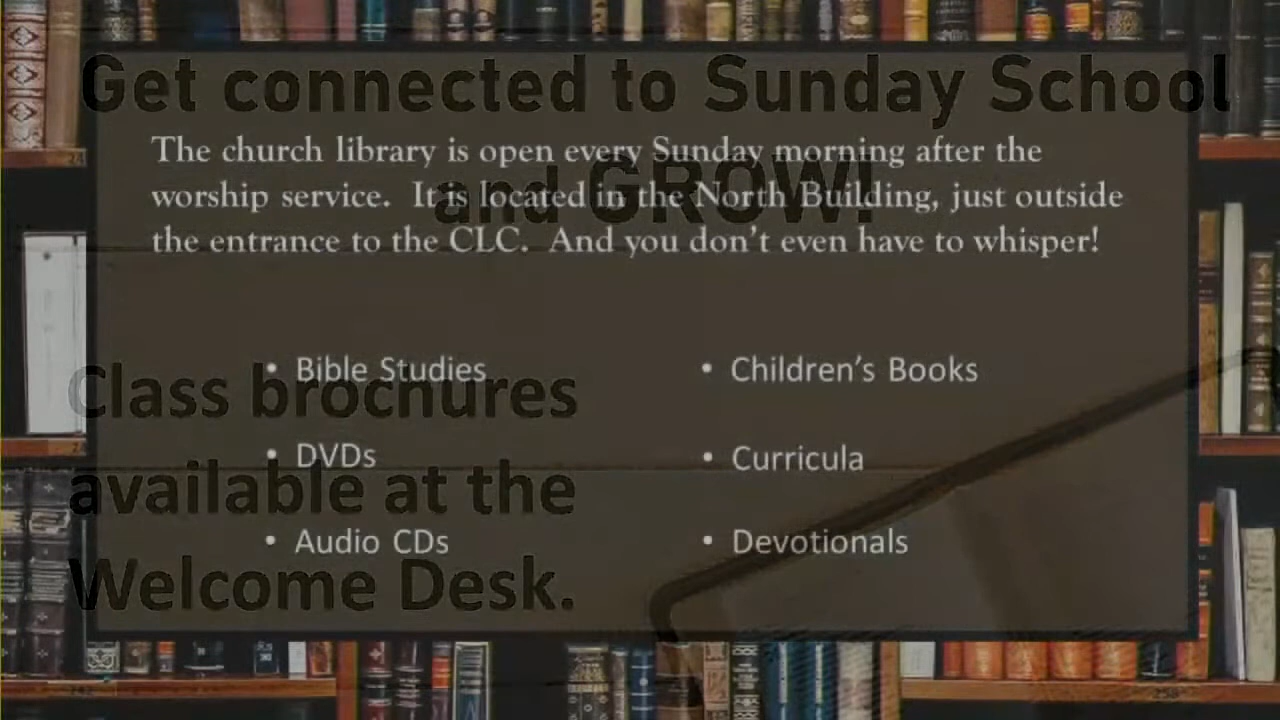 Get connected to Sunday School
and GROW!
The church library is open every Sunday morning after the
worship service. It is located in the North Building, just outside
the entrance to the CLC. And you don't even have to whisper!
• Bible Studies
• DVDs
• Audio CDs
• Children's Books
• Curricula
• Devotionals
Class brochures
available at the
Welcome Desk.